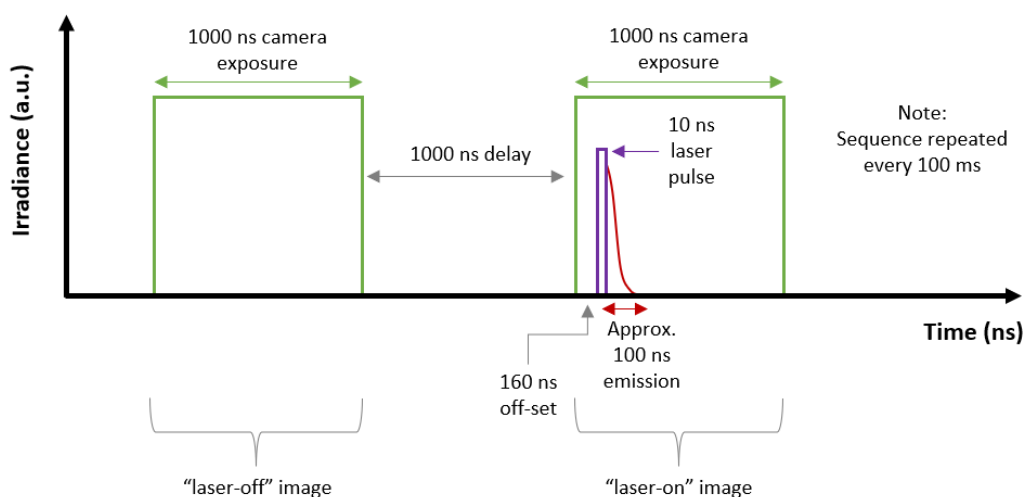 Irradiance (a.u.)
1000 ns camera
exposure
1000 ns delay
1000 ns camera
exposure
10 ns
laser
pulse
Note:
Sequence repeated
every 100 ms
Time (ns)
160 ns
off-set
Approx.
100 ns
emission
“laser-off” image
“laser-on” image